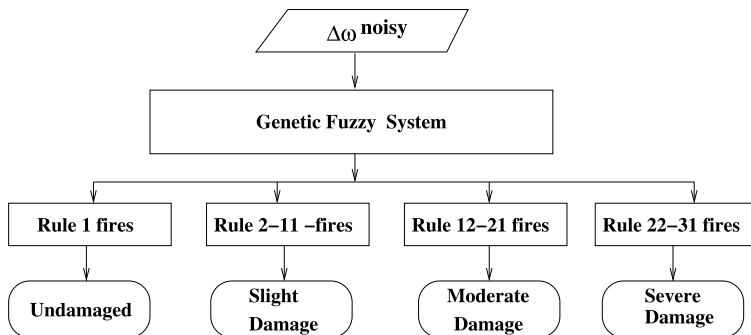 Δω noisy
Genetic Fuzzy System
Rule 1 fires
Rule 2−11 −fires
Rule 12−21 fires
Rule 22−31 fires
Undamaged
Slight
Damage
Moderate
Damage
Severe
Damage